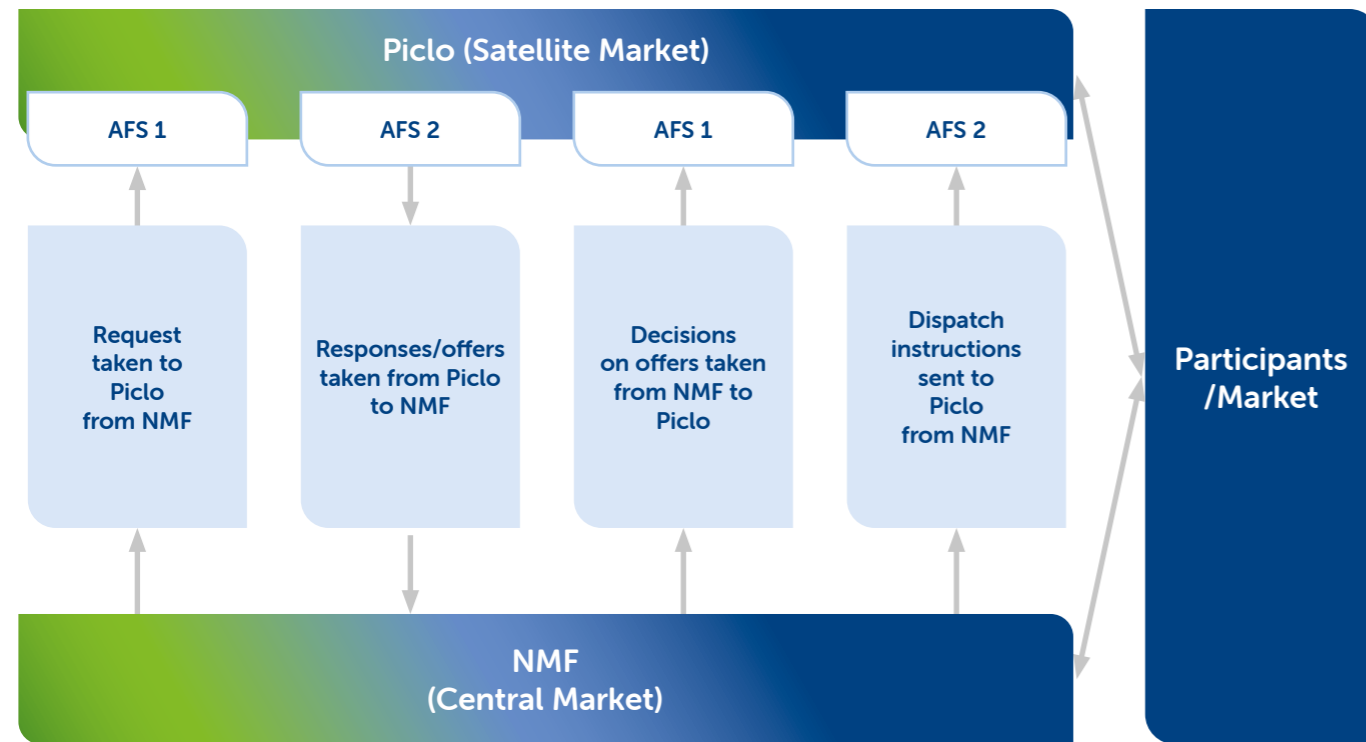 Piclo (Satellite Market)
AFS 1
AFS 2
AFS 1
AFS 2
Request
taken to
Piclo
from NMF
Responses/offers
taken from Piclo
to NMF
Decisions
on offers taken
from NMF to
Piclo
Dispatch
instructions
sent to
Piclo
from NMF
Participants
/Market
NMF
(Central Market)